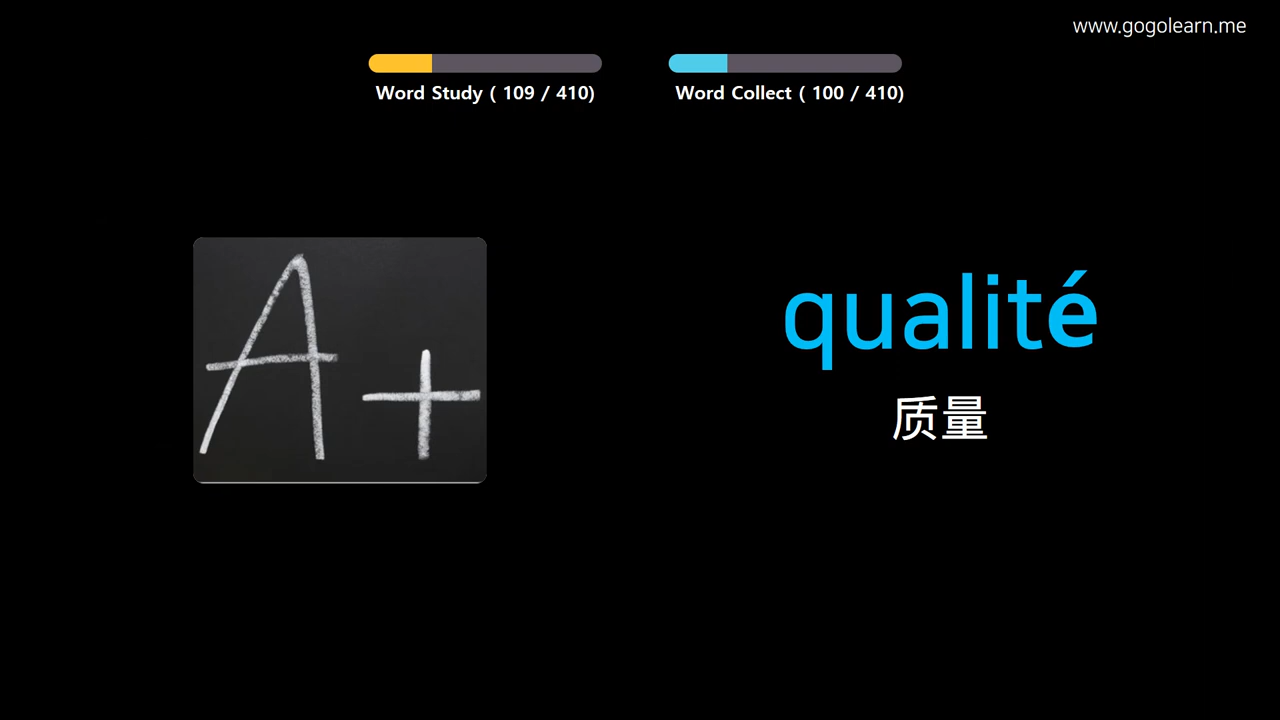 www.gogolearn.me
Word Study ( 109 / 410)
Word Collect ( 100 / 410)
A+
qualité
质量